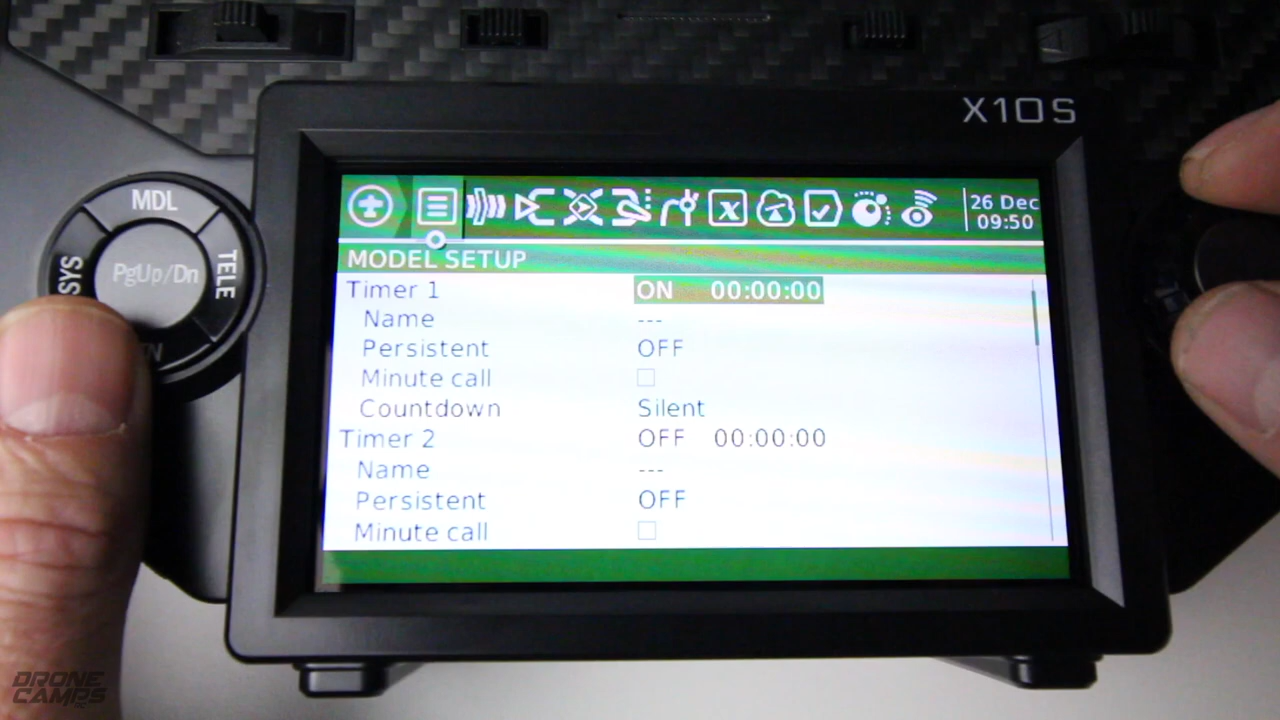 X10S
MDL
SYS
PgUp/Dn
TELE
26 Dec
09:50
MODEL SETUP
Timer 1 ON 00:00:00
Name ---
Persistent OFF
Minute call
Countdown Silent
Timer 2 OFF 00:00:00
Name ---
Persistent OFF
Minute call
DRONE
CAMPS